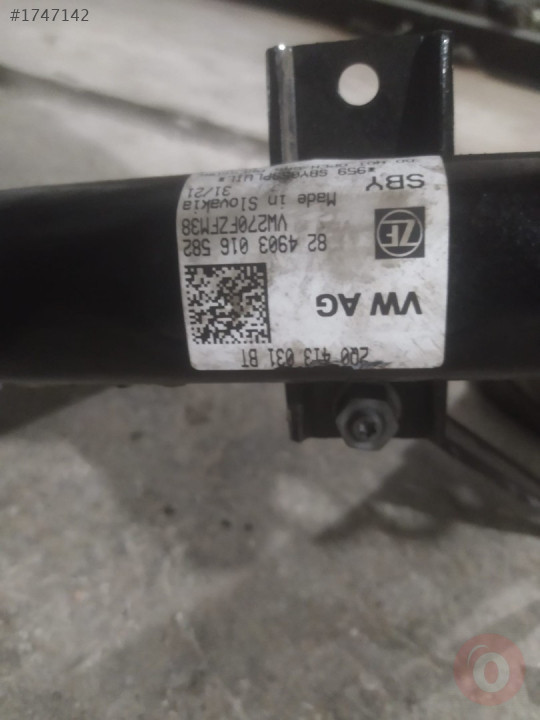 #1747142
2Q0 413 031 BT
VW AG
82 4903 016 582
VW270FZFM38
ZF
Made in Slovakia
31/21
SBY